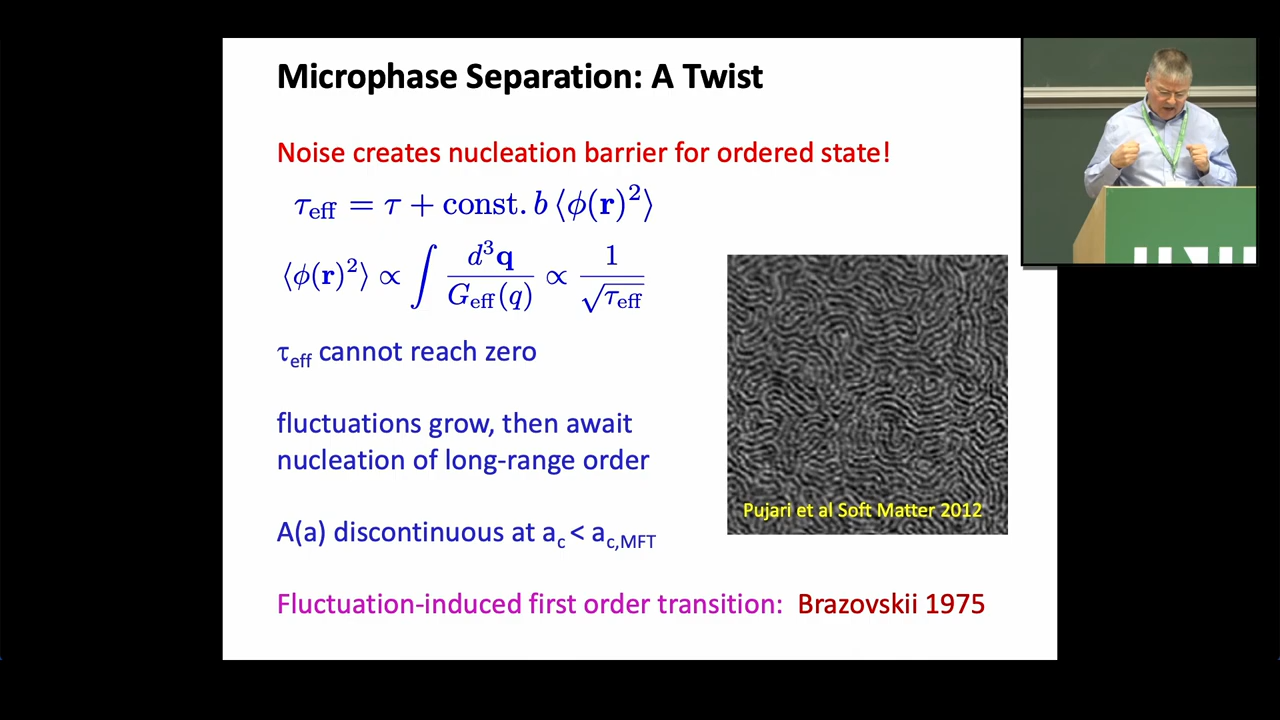 Microphase Separation: A Twist
Noise creates nucleation barrier for ordered state!
τ_eff = τ + const. b ⟨ϕ(r)²⟩
⟨ϕ(r)²⟩ ∝ ∫ d³q / G_eff(q) ∝ 1 / √τ_eff
τ_eff cannot reach zero
fluctuations grow, then await
nucleation of long-range order
Pujari et al Soft Matter 2012
A(a) discontinuous at a_c < a_c,MFT
Fluctuation-induced first order transition: Brazovskii 1975